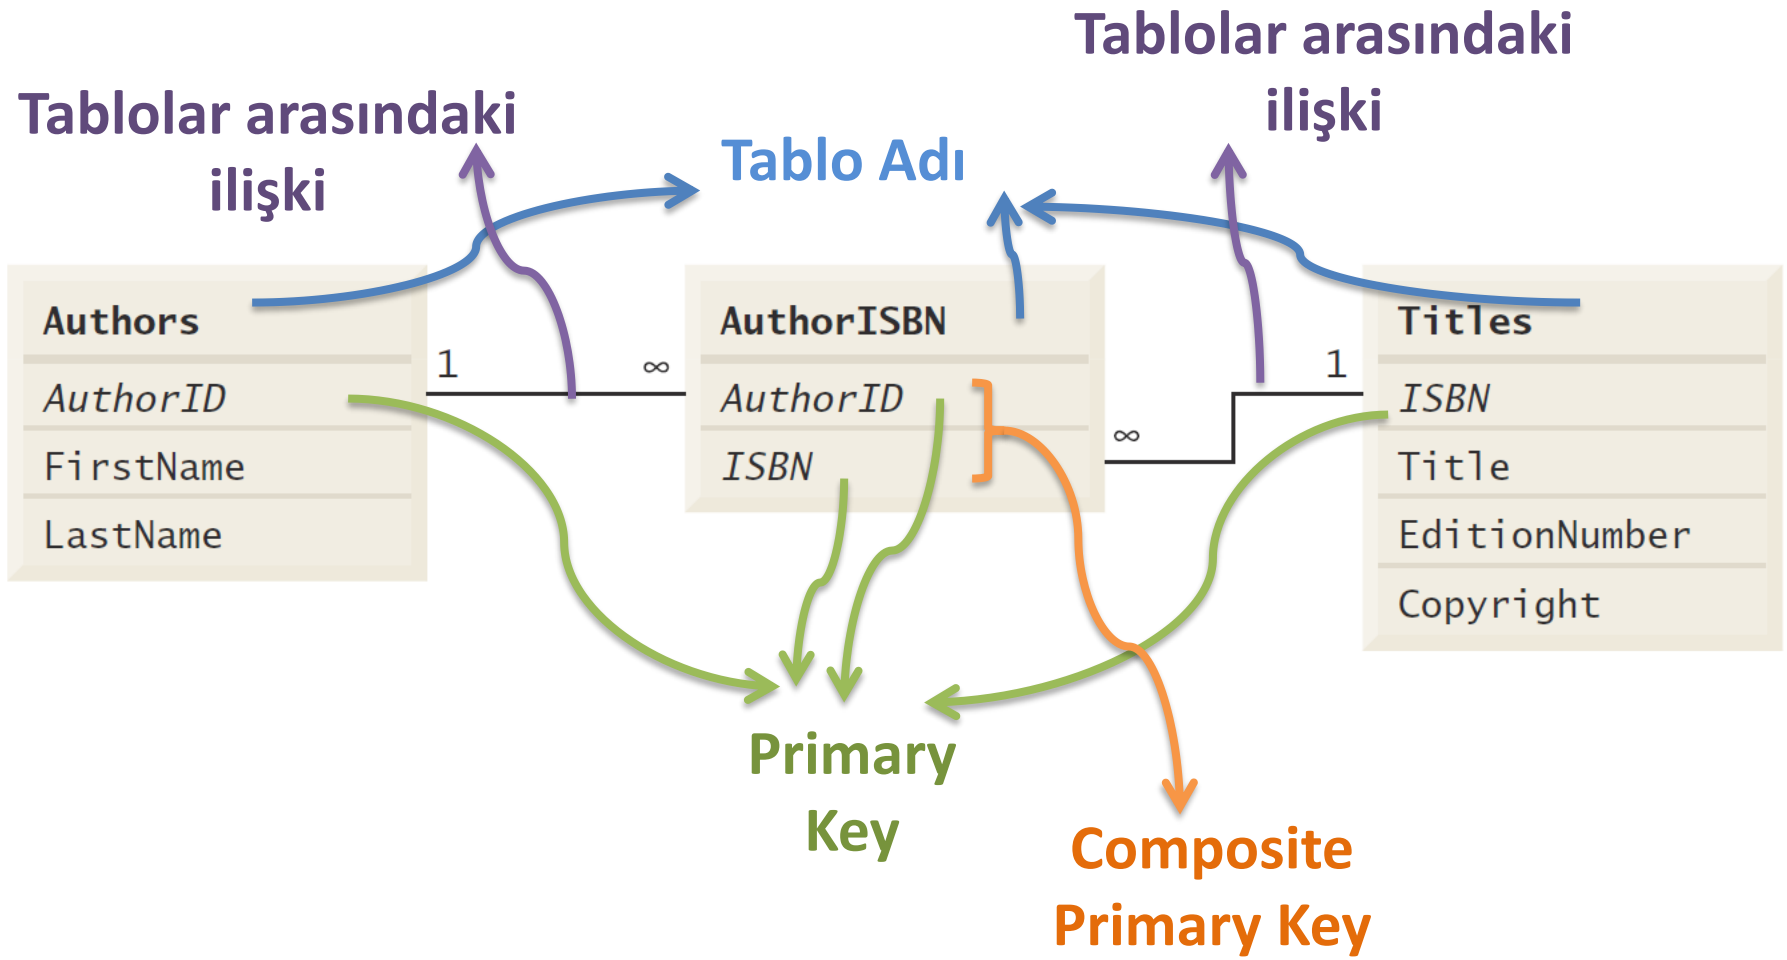 Tablolar arasındaki
ilişki
Tablo Adı
Tablolar arasındaki
ilişki
Authors
AuthorID
FirstName
LastName
1
∞
AuthorISBN
AuthorID
ISBN
∞
1
Titles
ISBN
Title
EditionNumber
Copyright
Primary
Key
Composite
Primary Key